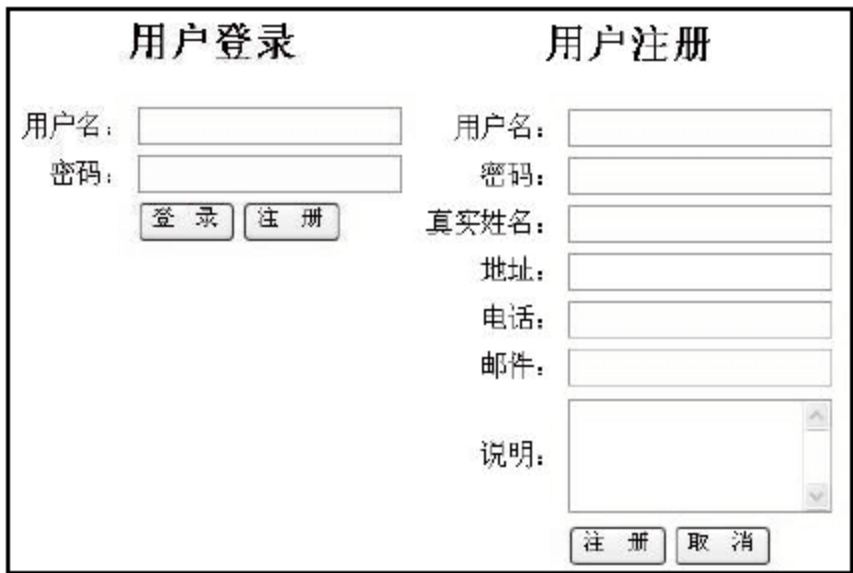 用户登录
用户名：
密码：
登 录 注 册
用户注册
用户名：
密码：
真实姓名：
地址：
电话：
邮件：
说明：
注 册 取 消